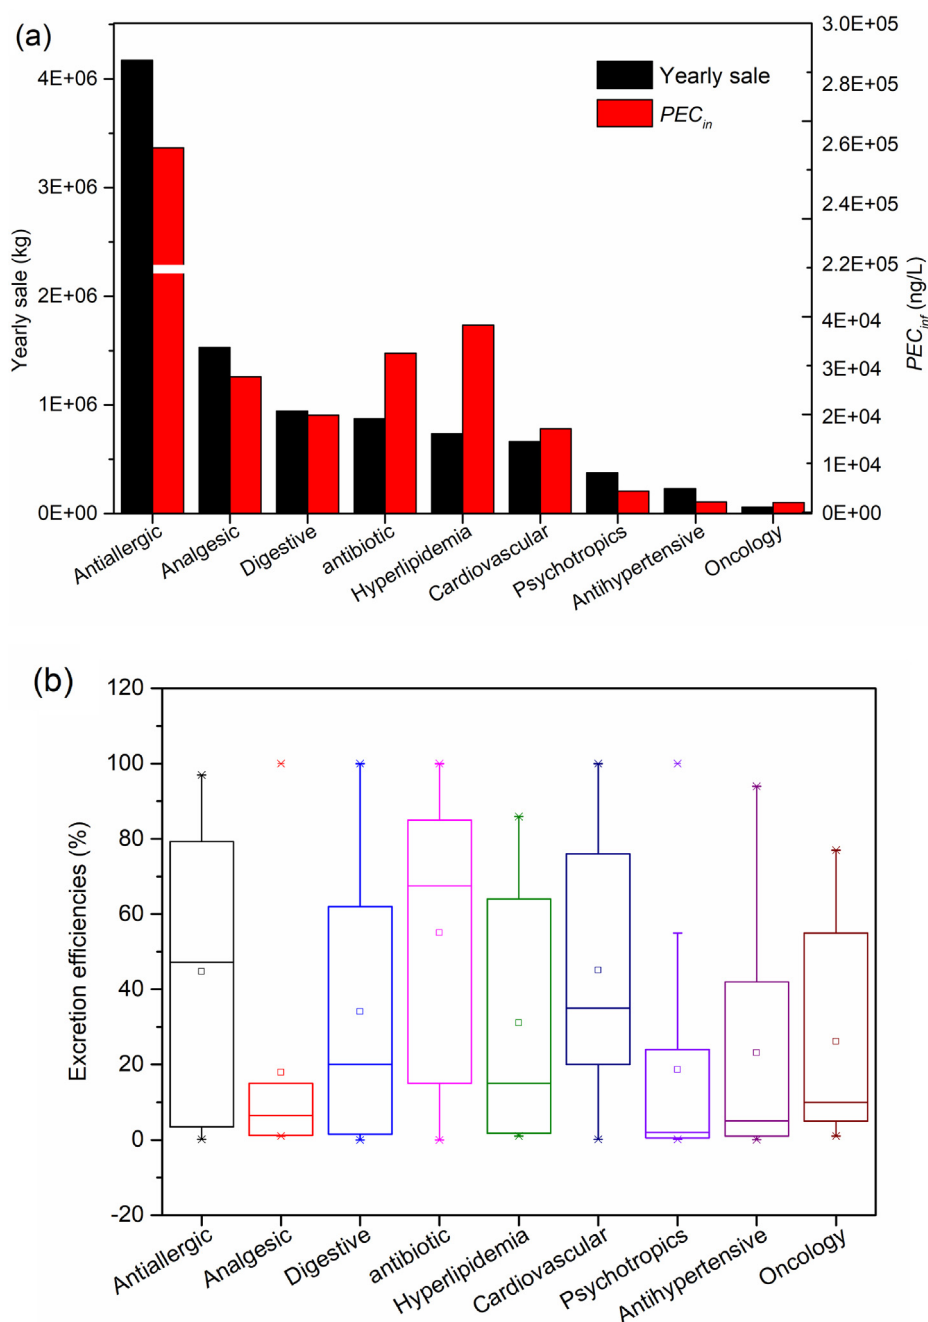 (a)
Yearly sale
PEC_in
4E+06
3E+06
2E+06
1E+06
0E+00
Yearly sale (kg)
3.0E+05
2.8E+05
2.6E+05
2.4E+05
2.2E+05
4E+04
3E+04
2E+04
1E+04
0E+00
PEC_inf (ng/L)
Antiallergic
Analgesic
Digestive
antibiotic
Hyperlipidemia
Cardiovascular
Psychotropics
Antihypertensive
Oncology
(b)
120
100
80
60
40
20
0
-20
Excretion efficiencies (%)
Antiallergic
Analgesic
Digestive
antibiotic
Hyperlipidemia
Cardiovascular
Psychotropics
Antihypertensive
Oncology